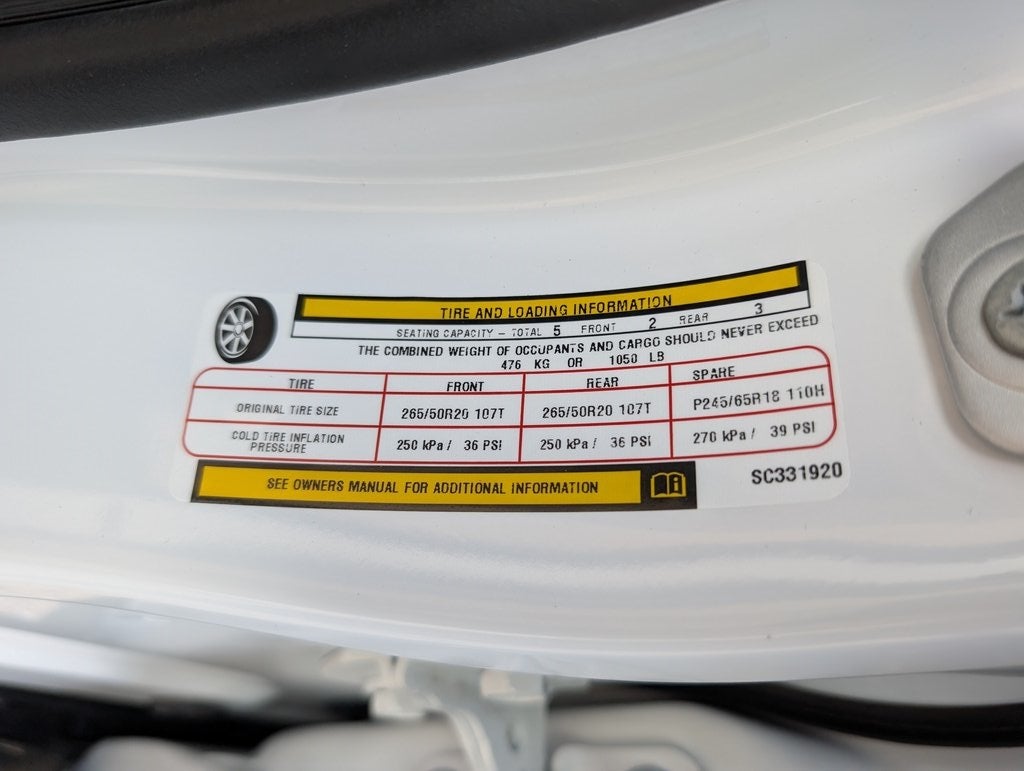 TIRE AND LOADING INFORMATION
SEATING CAPACITY – TOTAL 5 FRONT 2 REAR 3
THE COMBINED WEIGHT OF OCCUPANTS AND CARGO SHOULD NEVER EXCEED
476 KG OR 1050 LB
TIRE FRONT REAR SPARE
ORIGINAL TIRE SIZE 265/50R20 107T 265/50R20 107T P245/65R18 110H
COLD TIRE INFLATION PRESSURE 250 kPa / 36 PSI 250 kPa / 36 PSI 270 kPa / 39 PSI
SEE OWNERS MANUAL FOR ADDITIONAL INFORMATION
SC331920